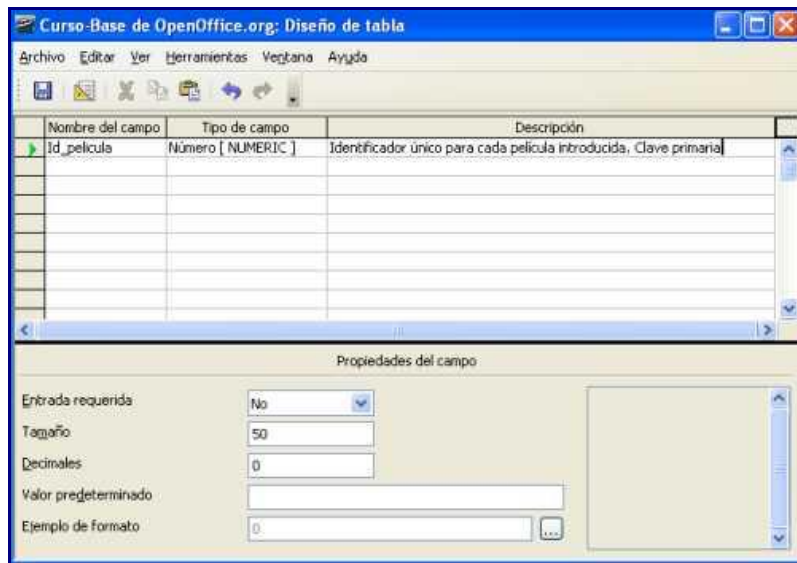 Curso-Base de OpenOffice.org: Diseño de tabla
Archivo Editar Ver Herramientas Ventana Ayuda
Nombre del campo Tipo de campo Descripción
Id_pelicula Número [ NUMERIC ] Identificador único para cada película introducida. Clave primaria
Propiedades del campo
Entrada requerida No
Tamaño 50
Decimales 0
Valor predeterminado
Ejemplo de formato 0 ...